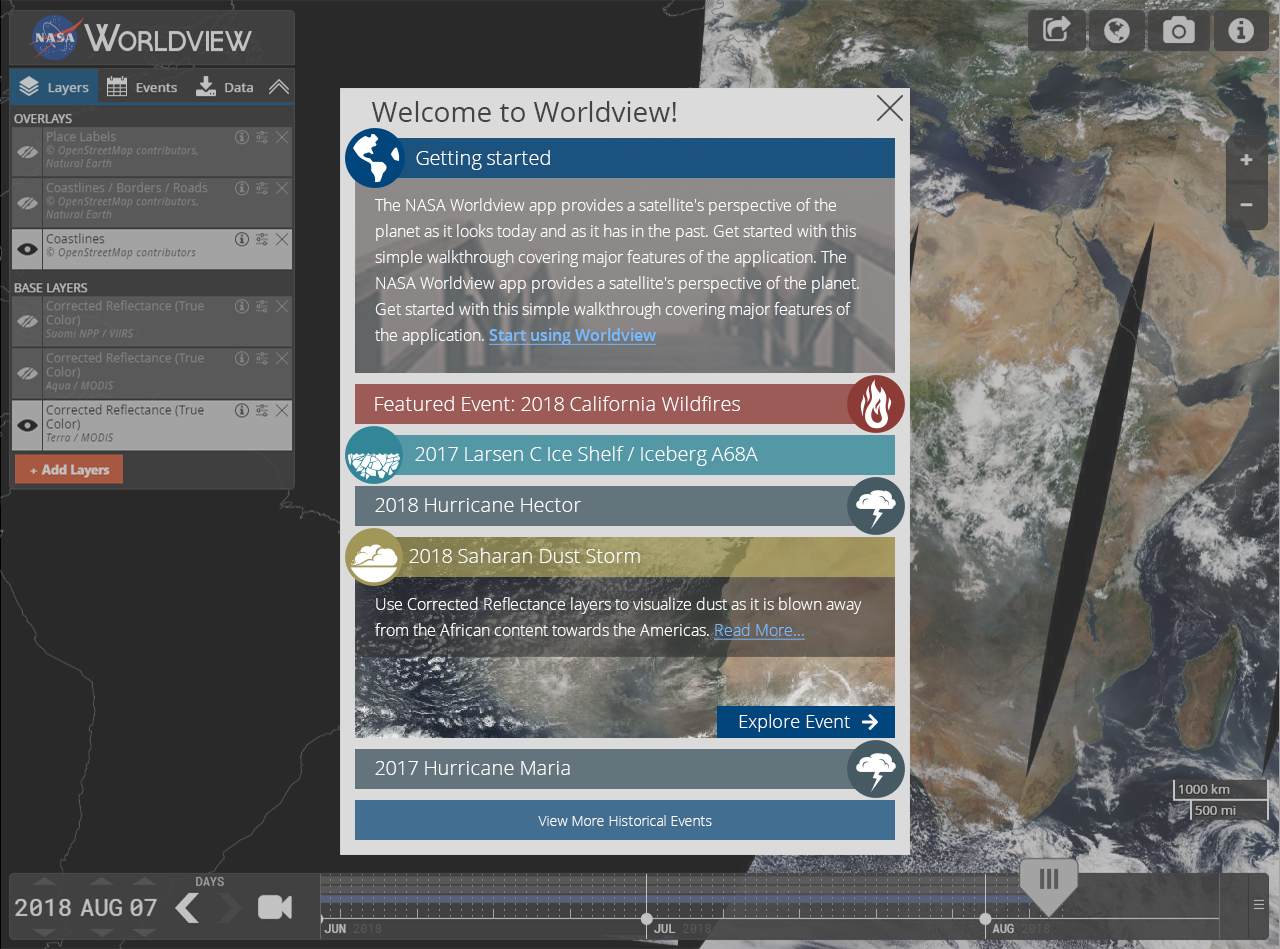 NASA WORLDVIEW
Layers Events Data
OVERLAYS
Place Labels
© OpenStreetMap contributors,
Natural Earth
Coastlines / Borders / Roads
© OpenStreetMap contributors,
Natural Earth
Coastlines
© OpenStreetMap contributors
BASE LAYERS
Corrected Reflectance (True
Color)
Suomi NPP / VIIRS
Corrected Reflectance (True
Color)
Aqua / MODIS
Corrected Reflectance (True
Color)
Terra / MODIS
+ Add Layers
Welcome to Worldview!
Getting started
The NASA Worldview app provides a satellite's perspective of the
planet as it looks today and as it has in the past. Get started with this
simple walkthrough covering major features of the application. The
NASA Worldview app provides a satellite's perspective of the planet.
Get started with this simple walkthrough covering major features of
the application. Start using Worldview
Featured Event: 2018 California Wildfires
2017 Larsen C Ice Shelf / Iceberg A68A
2018 Hurricane Hector
2018 Saharan Dust Storm
Use Corrected Reflectance layers to visualize dust as it is blown away
from the African content towards the Americas. Read More...
Explore Event
2017 Hurricane Maria
View More Historical Events
+
−
1000 km
500 mi
DAYS
2018 AUG 07
JUN 2018
JUL 2018
AUG 2018